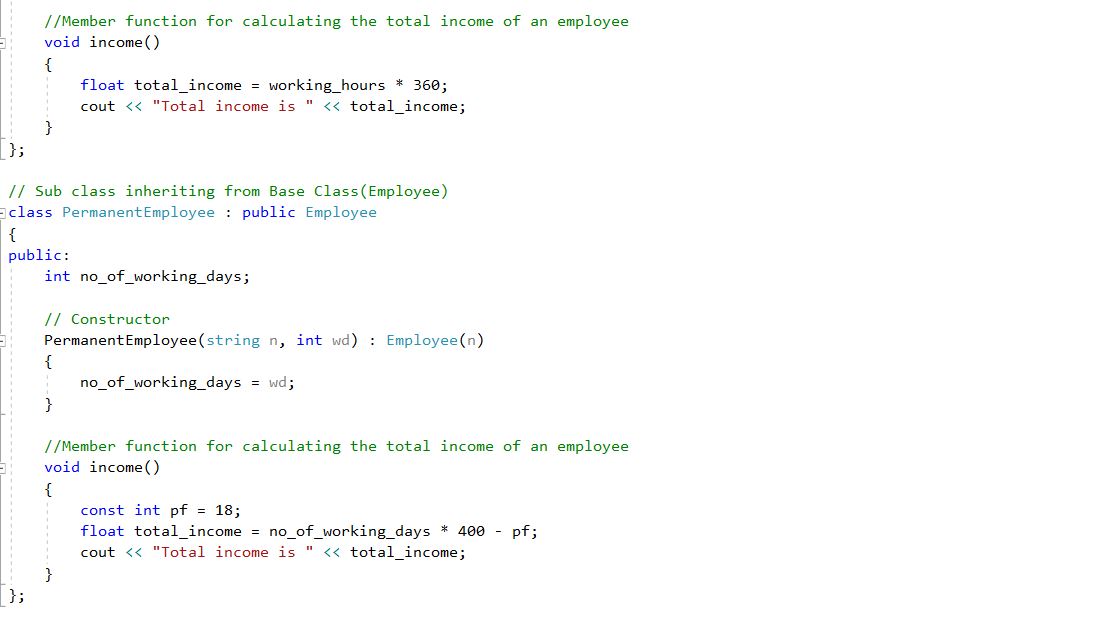 //Member function for calculating the total income of an employee
    void income()
    {
        float total_income = working_hours * 360;
        cout << "Total income is " << total_income;
    }
};
// Sub class inheriting from Base Class(Employee)
class PermanentEmployee : public Employee
{
public:
    int no_of_working_days;
    // Constructor
    PermanentEmployee(string n, int wd) : Employee(n)
    {
        no_of_working_days = wd;
    }
    //Member function for calculating the total income of an employee
    void income()
    {
        const int pf = 18;
        float total_income = no_of_working_days * 400 - pf;
        cout << "Total income is " << total_income;
    }
};